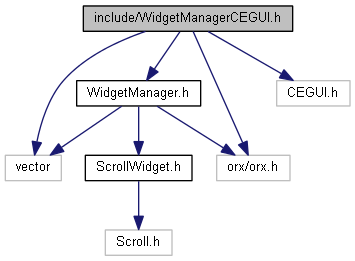 include/WidgetManagerCEGUI.h
WidgetManager.h
CEGUI.h
vector
ScrollWidget.h
orx/orx.h
Scroll.h